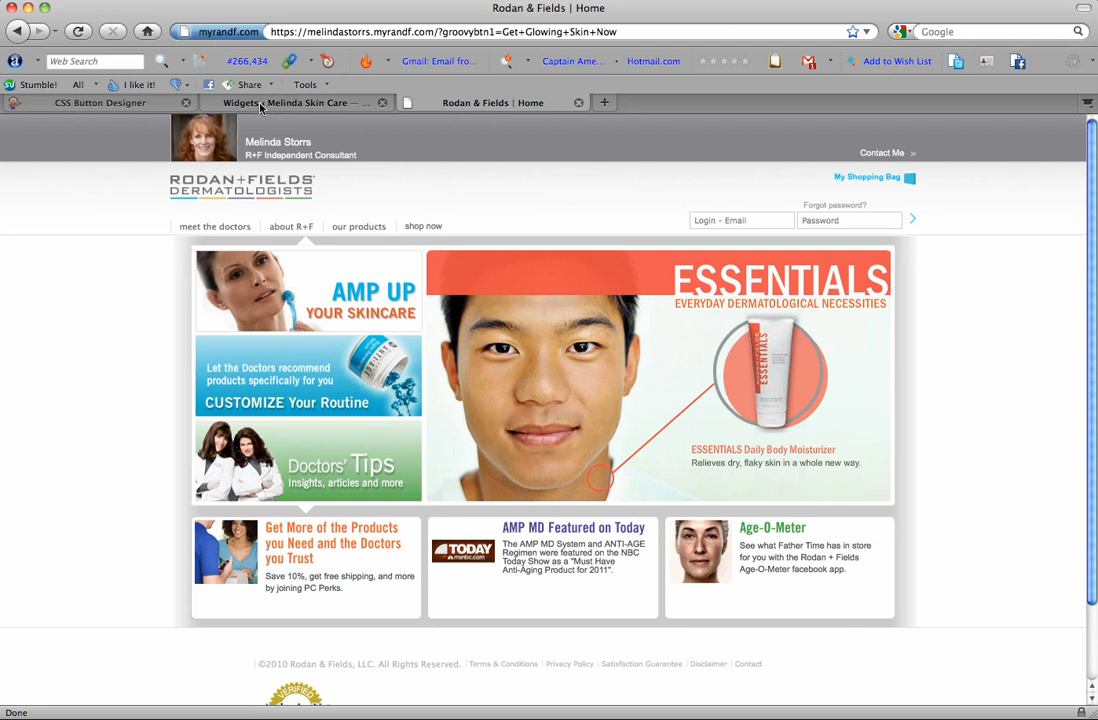 Rodan & Fields | Home
myrandf.com
https://melindastorrs.myrandf.com/?groovybtn1=Get+Glowing+Skin+Now
Google
Web Search
#266,434
Gmail: Email fro...
Captain Ame...
Hotmail.com
Add to Wish List
Stumble!
All
I like it!
Share
Tools
CSS Button Designer
Widgets ‹ Melinda Skin Care — ...
Rodan & Fields | Home
Melinda Storrs
R+F Independent Consultant
Contact Me »
RODAN+FIELDS
DERMATOLOGISTS
My Shopping Bag
Forgot password?
meet the doctors
about R+F
our products
shop now
Login - Email
Password
AMP UP
YOUR SKINCARE
Let the Doctors recommend
products specifically for you
CUSTOMIZE Your Routine
Doctors' Tips
Insights, articles and more
ESSENTIALS
EVERYDAY DERMATOLOGICAL NECESSITIES
ESSENTIALS
ESSENTIALS Daily Body Moisturizer
Relieves dry, flaky skin in a whole new way.
Get More of the Products
you Need and the Doctors
you Trust
Save 10%, get free shipping, and more
by joining PC Perks.
TODAY
msnbc.com
AMP MD Featured on Today
The AMP MD System and ANTI-AGE
Regimen were featured on the NBC
Today Show as a "Must Have
Anti-Aging Product for 2011".
Age-O-Meter
See what Father Time has in store
for you with the Rodan + Fields
Age-O-Meter facebook app.
©2010 Rodan & Fields, LLC. All Rights Reserved.
Terms & Conditions
Privacy Policy
Satisfaction Guarantee
Disclaimer
Contact
VERIFIED
Done